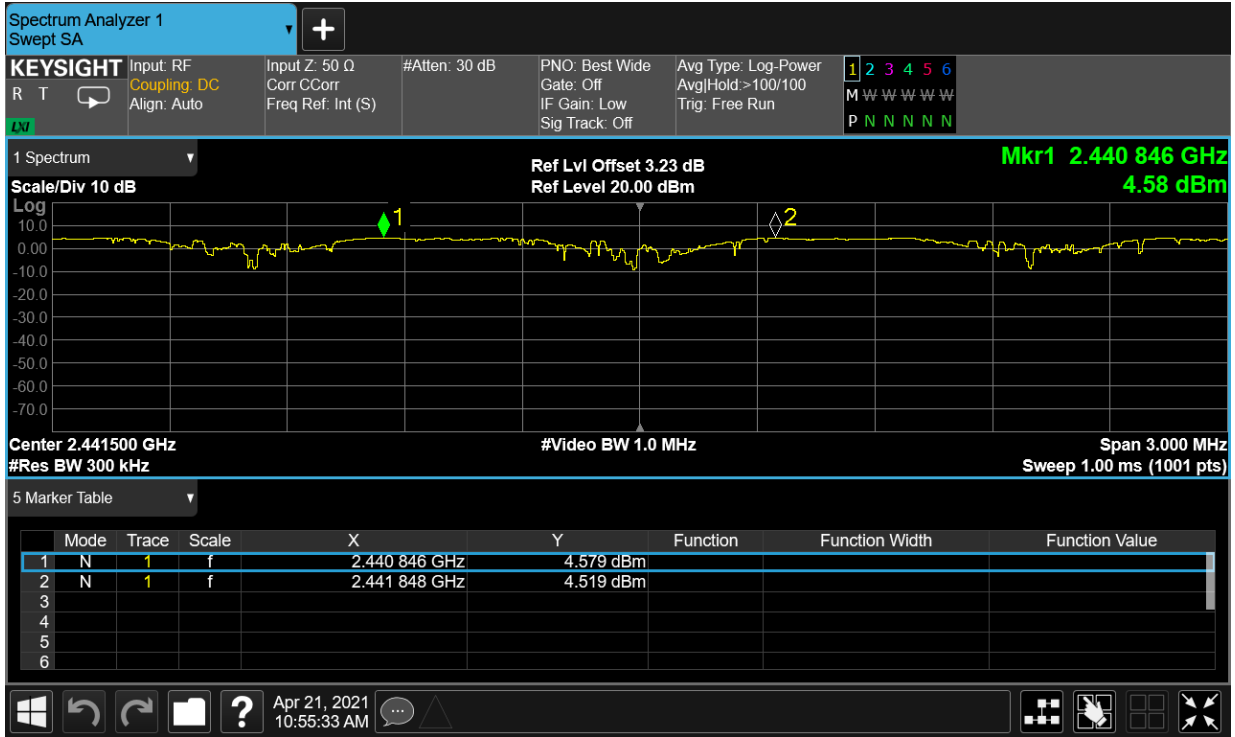 Spectrum Analyzer 1
Swept SA
KEYSIGHT
R T
LXI
Input: RF
Coupling: DC
Align: Auto
Input Z: 50 Ω
Corr CCorr
Freq Ref: Int (S)
#Atten: 30 dB
PNO: Best Wide
Gate: Off
IF Gain: Low
Sig Track: Off
Avg Type: Log-Power
Avg|Hold:>100/100
Trig: Free Run
1 2 3 4 5 6
M W W W W W
P N N N N N
1 Spectrum
Scale/Div 10 dB
Ref Lvl Offset 3.23 dB
Ref Level 20.00 dBm
Mkr1 2.440 846 GHz
4.58 dBm
Log
10.0
0.00
-10.0
-20.0
-30.0
-40.0
-50.0
-60.0
-70.0
1
2
Center 2.441500 GHz
#Video BW 1.0 MHz
Span 3.000 MHz
#Res BW 300 kHz
Sweep 1.00 ms (1001 pts)
5 Marker Table
Mode Trace Scale X Y Function Function Width Function Value
1 N 1 f 2.440 846 GHz 4.579 dBm
2 N 1 f 2.441 848 GHz 4.519 dBm
3
4
5
6
?
Apr 21, 2021
10:55:33 AM